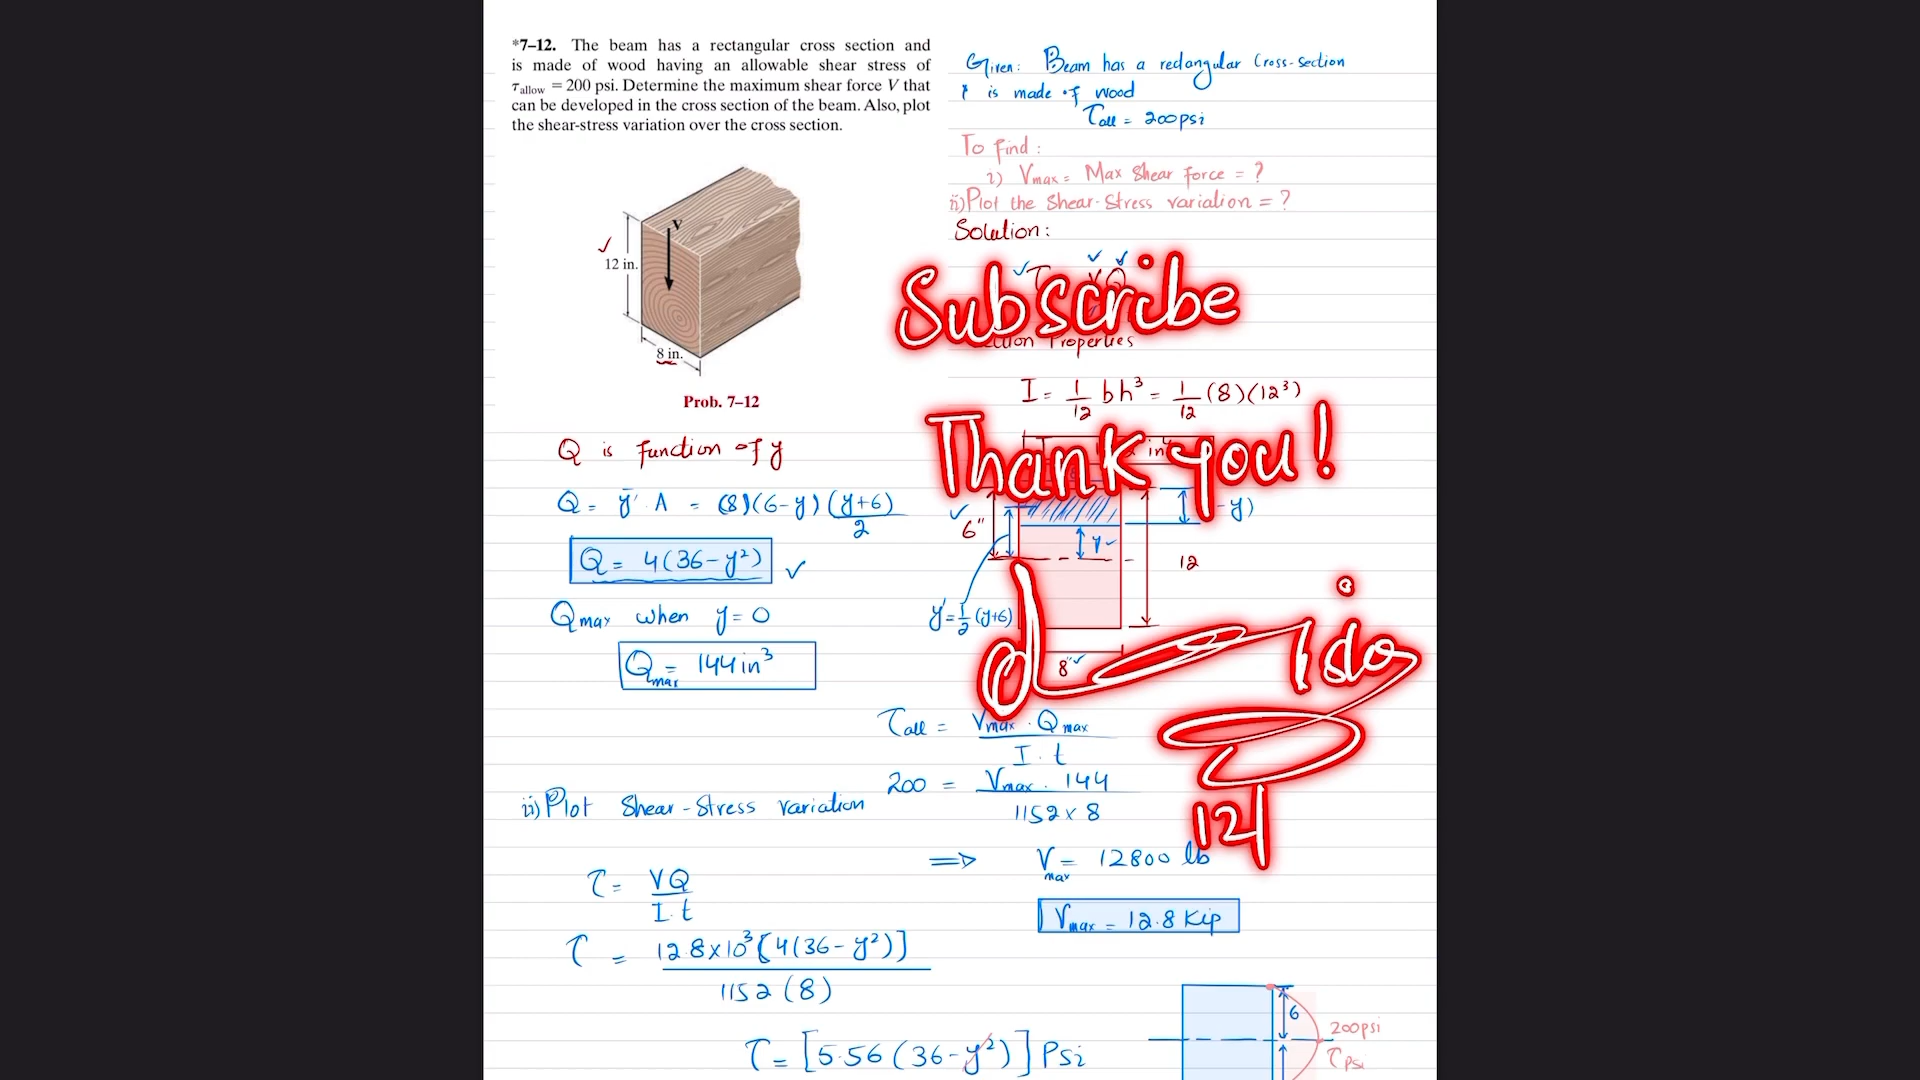 *7–12. The beam has a rectangular cross section and
is made of wood having an allowable shear stress of
τallow = 200 psi. Determine the maximum shear force V that
can be developed in the cross section of the beam. Also, plot
the shear-stress variation over the cross section.
V
12 in.
8 in.
Prob. 7–12
Given: Beam has a rectangular Cross-section
is made of wood
τall = 200psi
To find:
i) Vmax = Max Shear force = ?
ii) Plot the Shear-Stress variation = ?
Solution:
Subscribe
Properties
I = 1/12 bh³ = 1/12 (8)(12³)
Thank you!
Q is function of y
Q = y' A = (8)(6-y) (y+6)/2
Q = 4(36-y²)
Qmax when y = 0
Qmax = 144 in³
6"
y
-y)
12
y' = 1/2 (y+6)
8"
τall = Vmax · Qmax / I · t
200 = Vmax · 144 / 1152 x 8
⇒ Vmax = 12800 lb
Vmax = 12.8 Kip
ii) Plot Shear-Stress variation
τ = VQ / I·t
τ = 12.8x10³[4(36-y²)] / 1152 (8)
τ = [5.56 (36-y²)] Psi
6
200psi
τ Psi